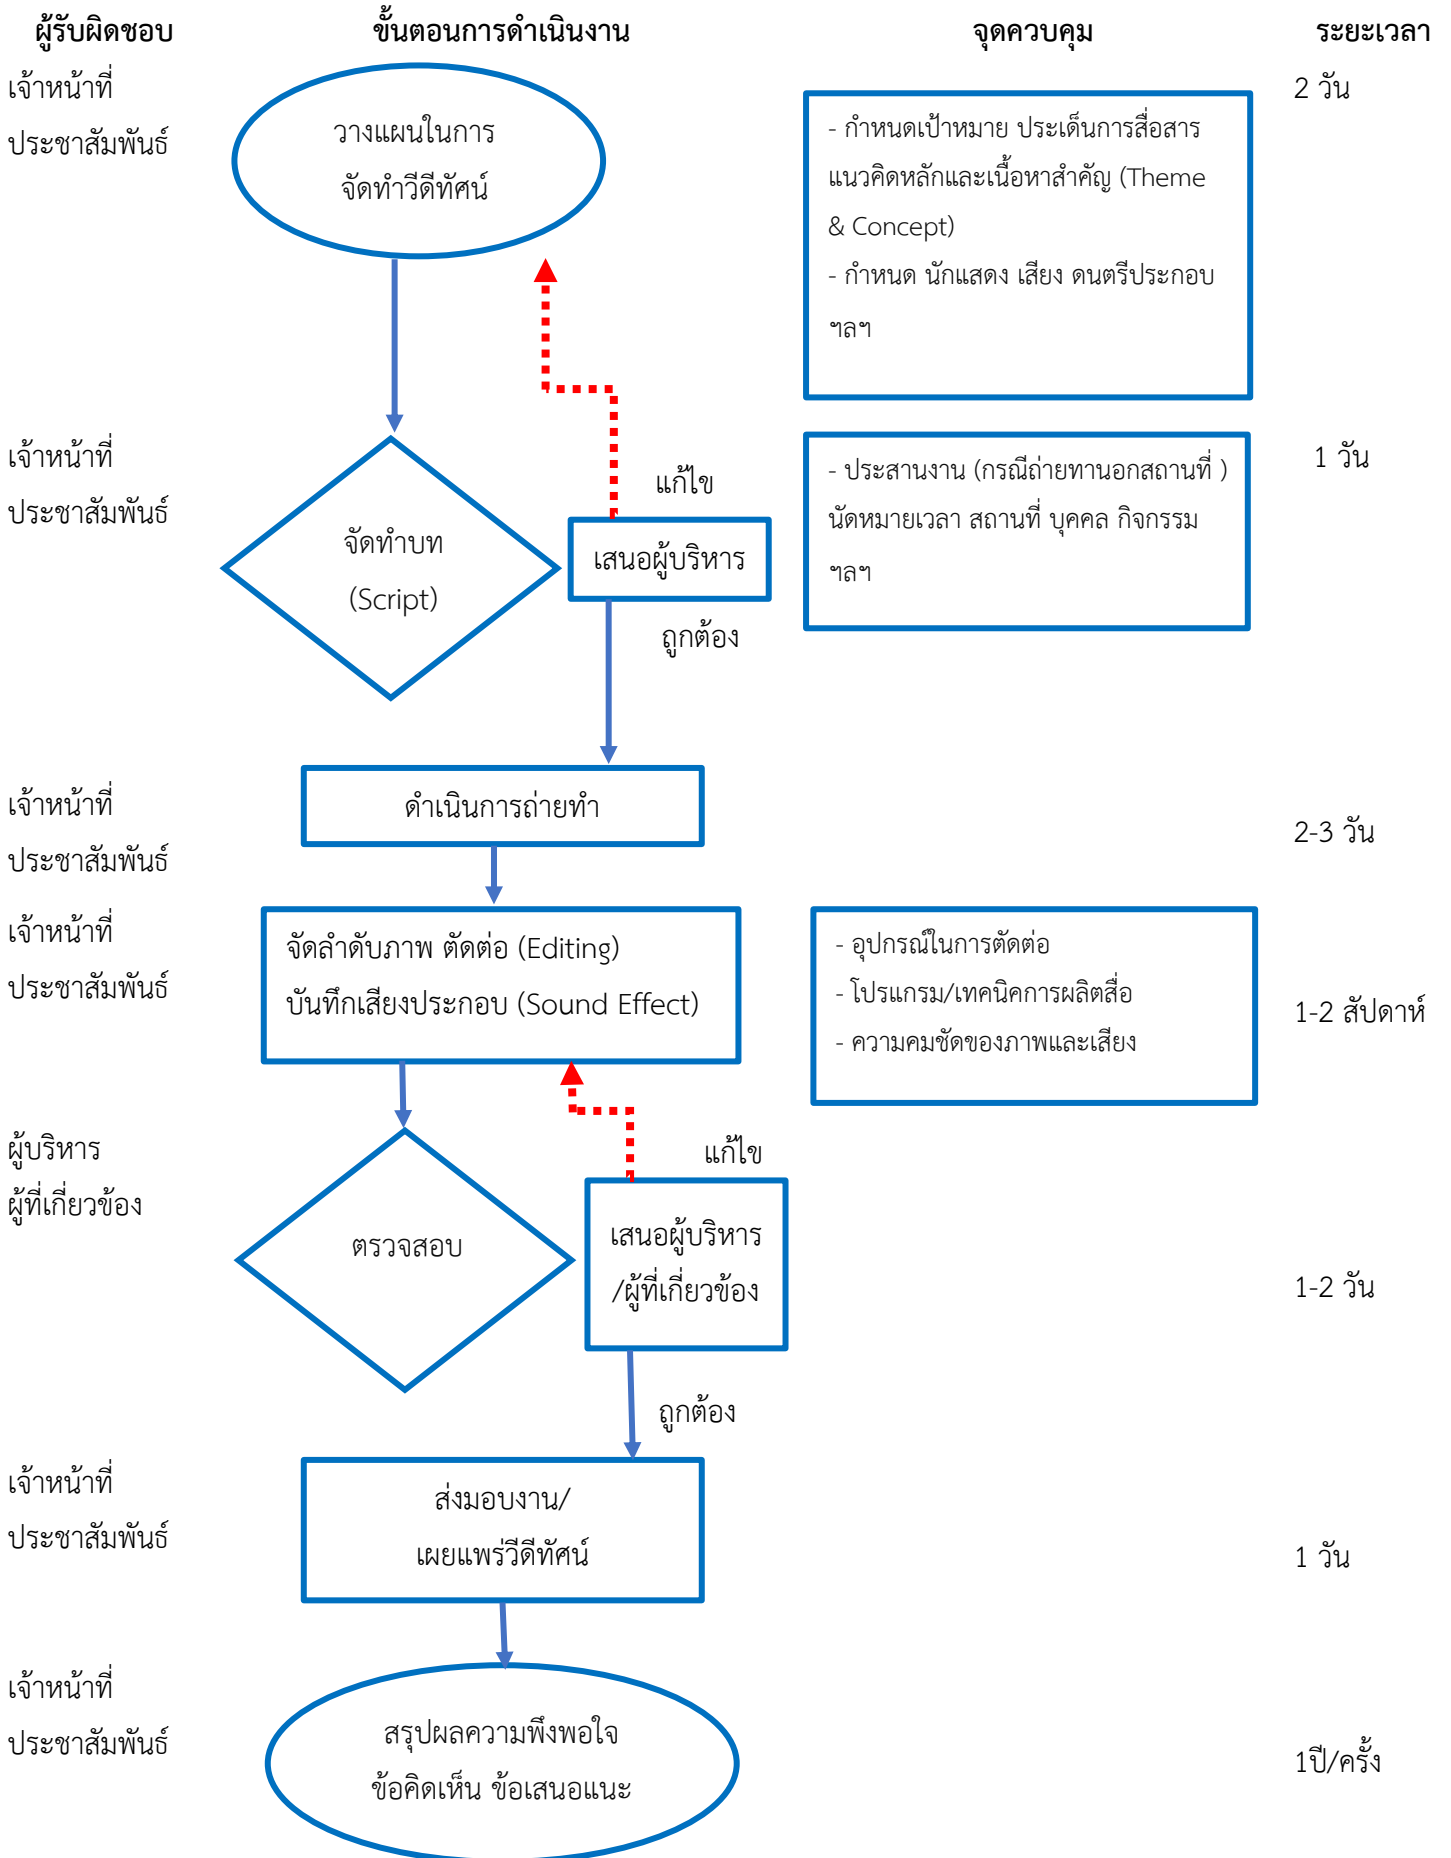 ผู้รับผิดชอบ ขั้นตอนการดำเนินงาน จุดควบคุม ระยะเวลา
เจ้าหน้าที่
ประชาสัมพันธ์
วางแผนในการ
จัดทำวีดีทัศน์
- กำหนดเป้าหมาย ประเด็นการสื่อสาร
แนวคิดหลักและเนื้อหาสำคัญ (Theme
& Concept)
- กำหนด นักแสดง เสียง ดนตรีประกอบ
ฯลฯ
2 วัน
เจ้าหน้าที่
ประชาสัมพันธ์
จัดทำบท
(Script)
แก้ไข
เสนอผู้บริหาร
ถูกต้อง
- ประสานงาน (กรณีถ่ายทานอกสถานที่ )
นัดหมายเวลา สถานที่ บุคคล กิจกรรม
ฯลฯ
1 วัน
เจ้าหน้าที่
ประชาสัมพันธ์
ดำเนินการถ่ายทำ
2-3 วัน
เจ้าหน้าที่
ประชาสัมพันธ์
จัดลำดับภาพ ตัดต่อ (Editing)
บันทึกเสียงประกอบ (Sound Effect)
- อุปกรณ์ในการตัดต่อ
- โปรแกรม/เทคนิคการผลิตสื่อ
- ความคมชัดของภาพและเสียง
1-2 สัปดาห์
ผู้บริหาร
ผู้ที่เกี่ยวข้อง
ตรวจสอบ
แก้ไข
เสนอผู้บริหาร
/ผู้ที่เกี่ยวข้อง
ถูกต้อง
1-2 วัน
เจ้าหน้าที่
ประชาสัมพันธ์
ส่งมอบงาน/
เผยแพร่วีดีทัศน์
1 วัน
เจ้าหน้าที่
ประชาสัมพันธ์
สรุปผลความพึงพอใจ
ข้อคิดเห็น ข้อเสนอแนะ
1ปี/ครั้ง